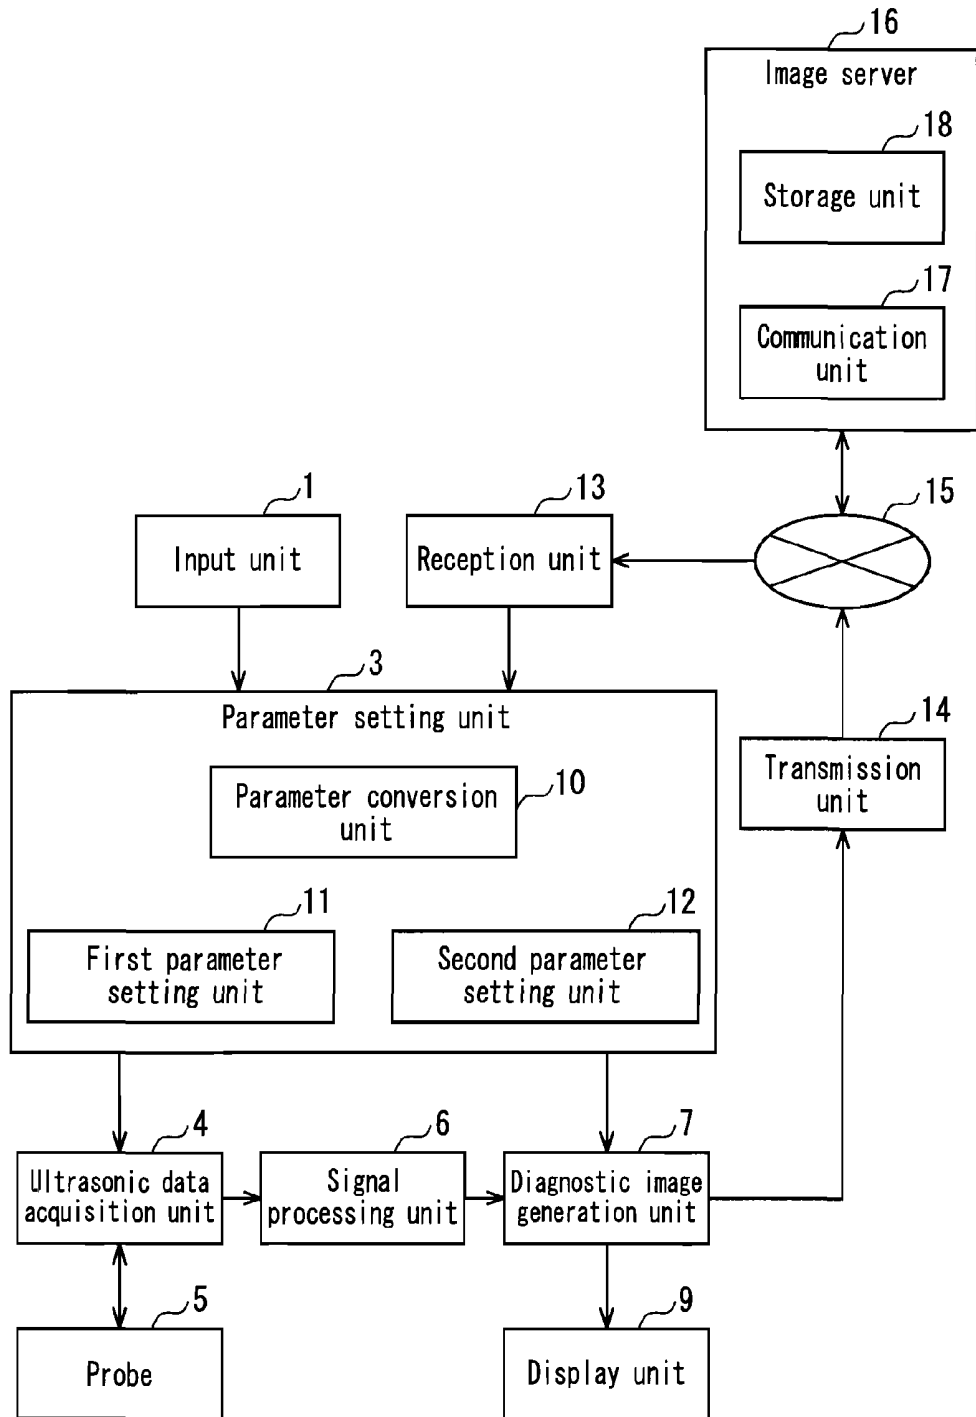 16
Image server
18
Storage unit
17
Communication
unit
1
Input unit
13
Reception unit
15
3
Parameter setting unit
10
Parameter conversion
unit
11
First parameter
setting unit
12
Second parameter
setting unit
14
Transmission
unit
4
Ultrasonic data
acquisition unit
6
Signal
processing unit
7
Diagnostic image
generation unit
5
Probe
9
Display unit